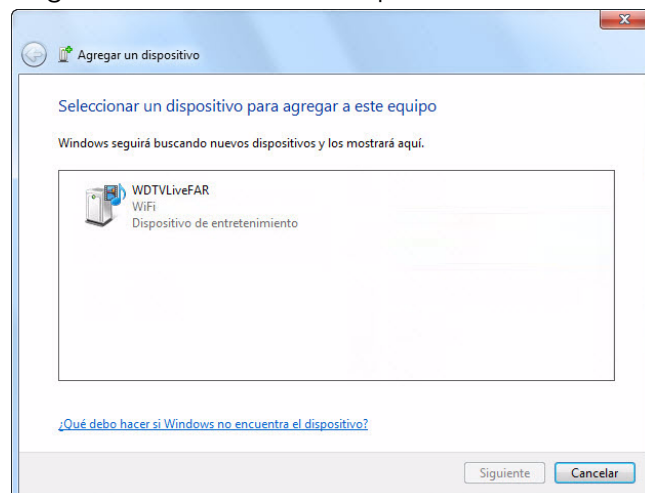 Agregar un dispositivo
Seleccionar un dispositivo para agregar a este equipo
Windows seguirá buscando nuevos dispositivos y los mostrará aquí.
WDTVLiveFAR
WiFi
Dispositivo de entretenimiento
¿Qué debo hacer si Windows no encuentra el dispositivo?
Siguiente
Cancelar